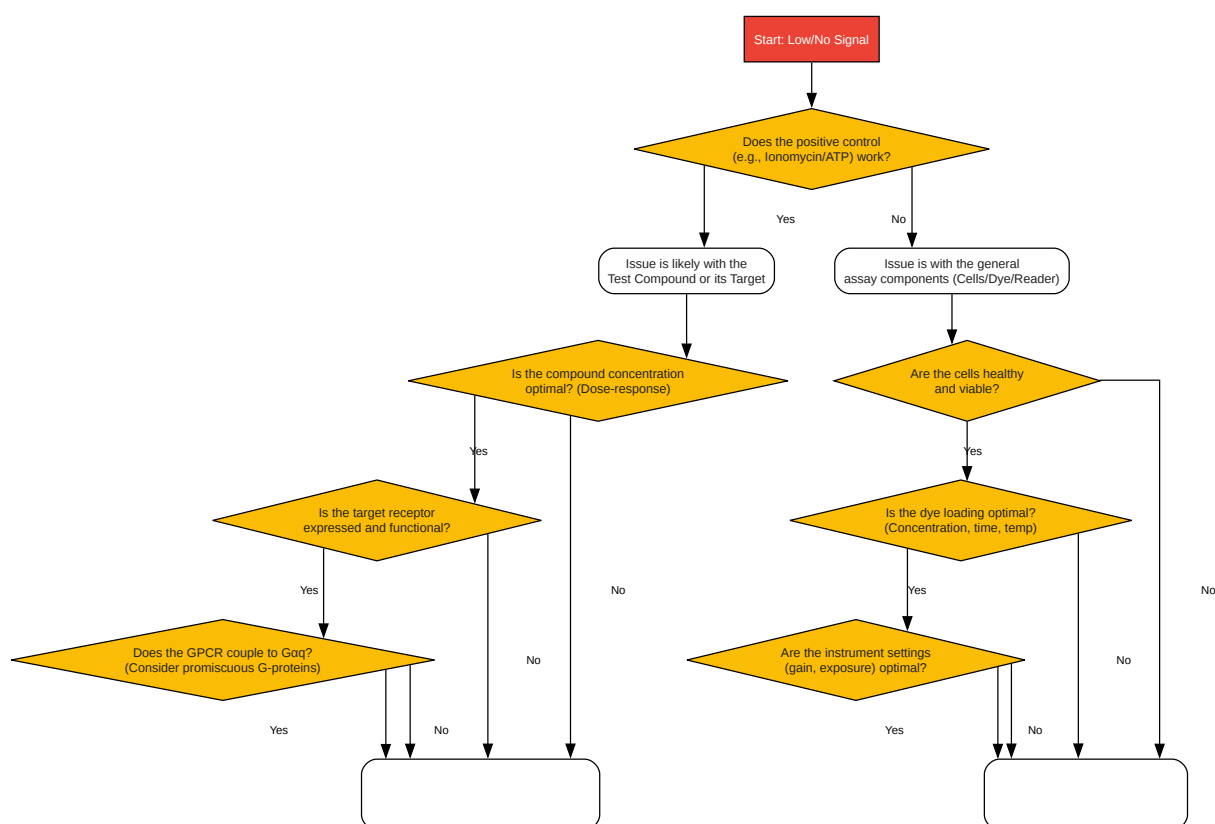 Start: Low/No Signal
Does the positive control
(e.g., Ionomycin/ATP) work?
Yes
No
Issue is likely with the
Test Compound or its Target
Issue is with the general
assay components (Cells/Dye/Reader)
Is the compound concentration
optimal? (Dose-response)
Are the cells healthy
and viable?
Yes
Yes
Is the target receptor
expressed and functional?
Is the dye loading optimal?
(Concentration, time, temp)
Yes
No
Yes
No
Does the GPCR couple to Gαq?
(Consider promiscuous G-proteins)
No
Are the instrument settings
(gain, exposure) optimal?
No
Yes
No
Yes
No